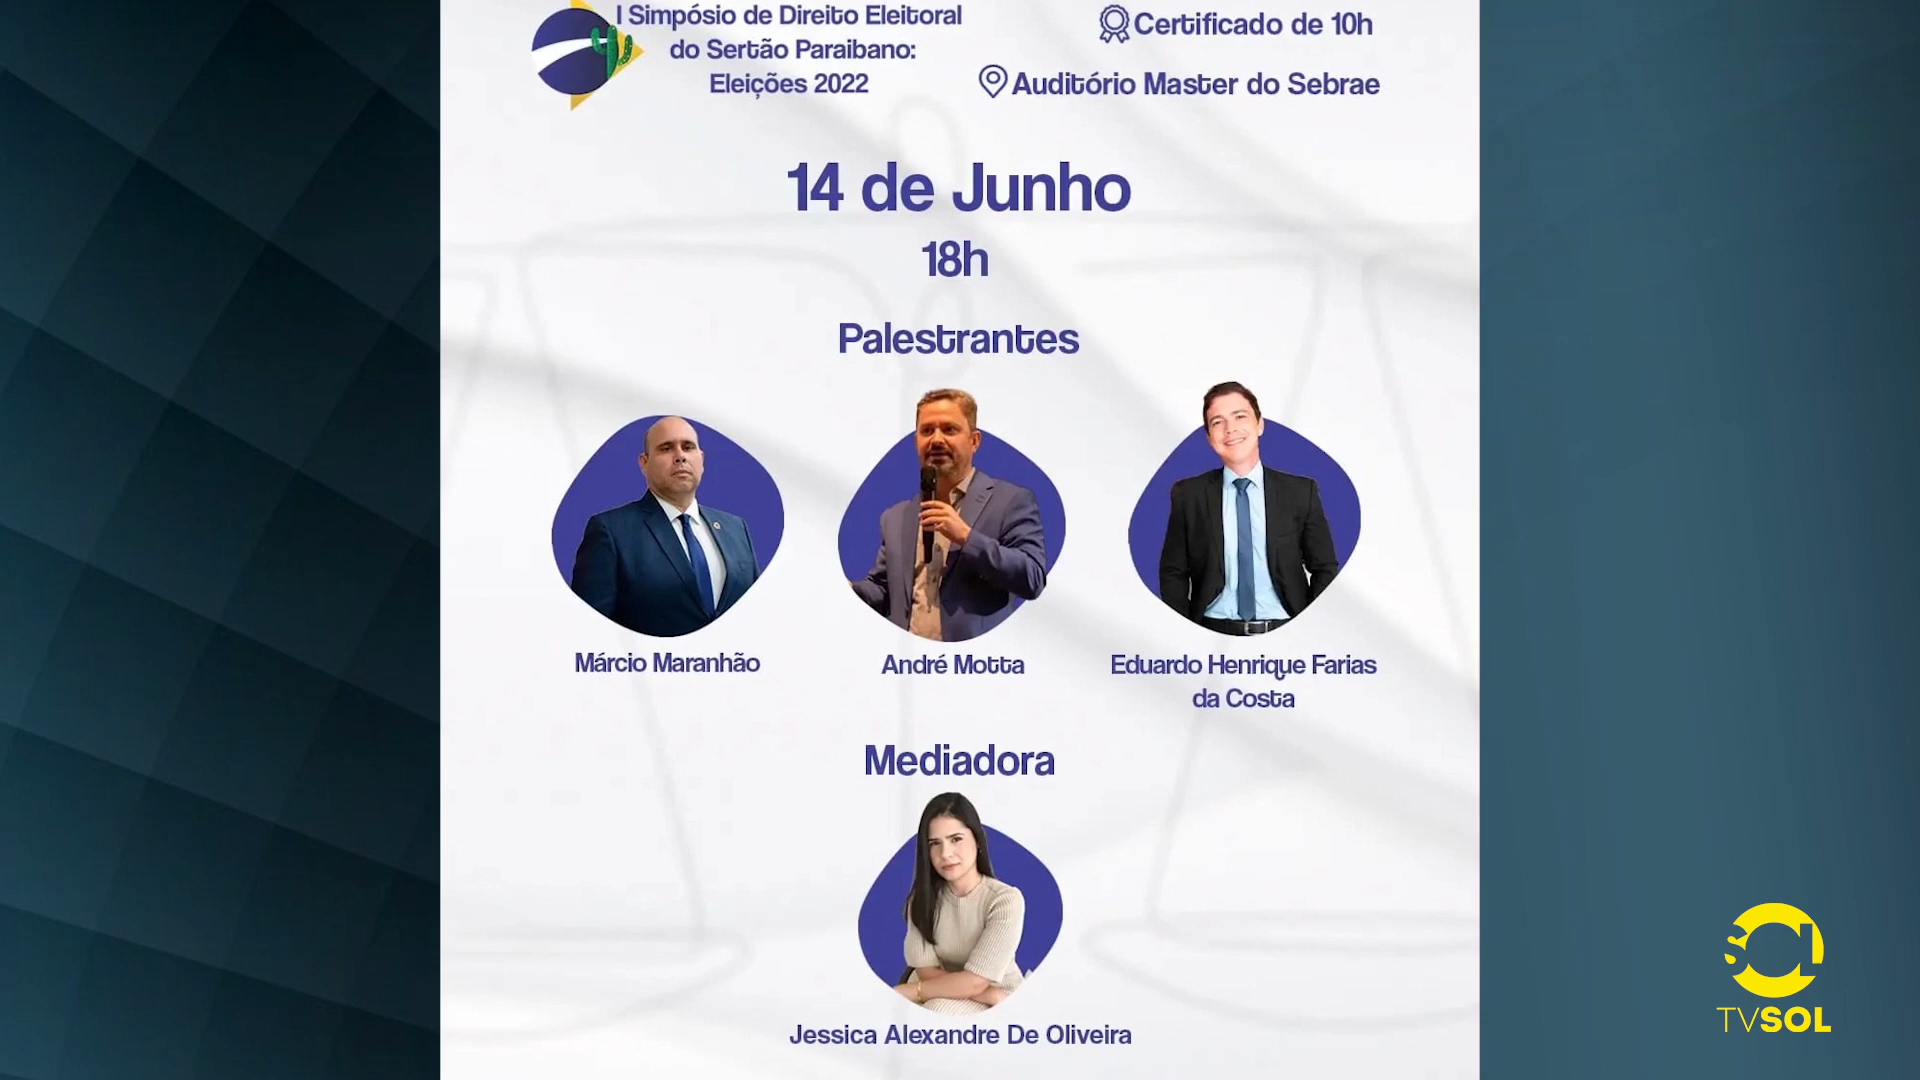 I Simpósio de Direito Eleitoral
do Sertão Paraibano:
Eleições 2022
Certificado de 10h
Auditório Master do Sebrae
14 de Junho
18h
Palestrantes
Márcio Maranhão
André Motta
Eduardo Henrique Farias
da Costa
Mediadora
Jessica Alexandre De Oliveira
SOL
TVSOL